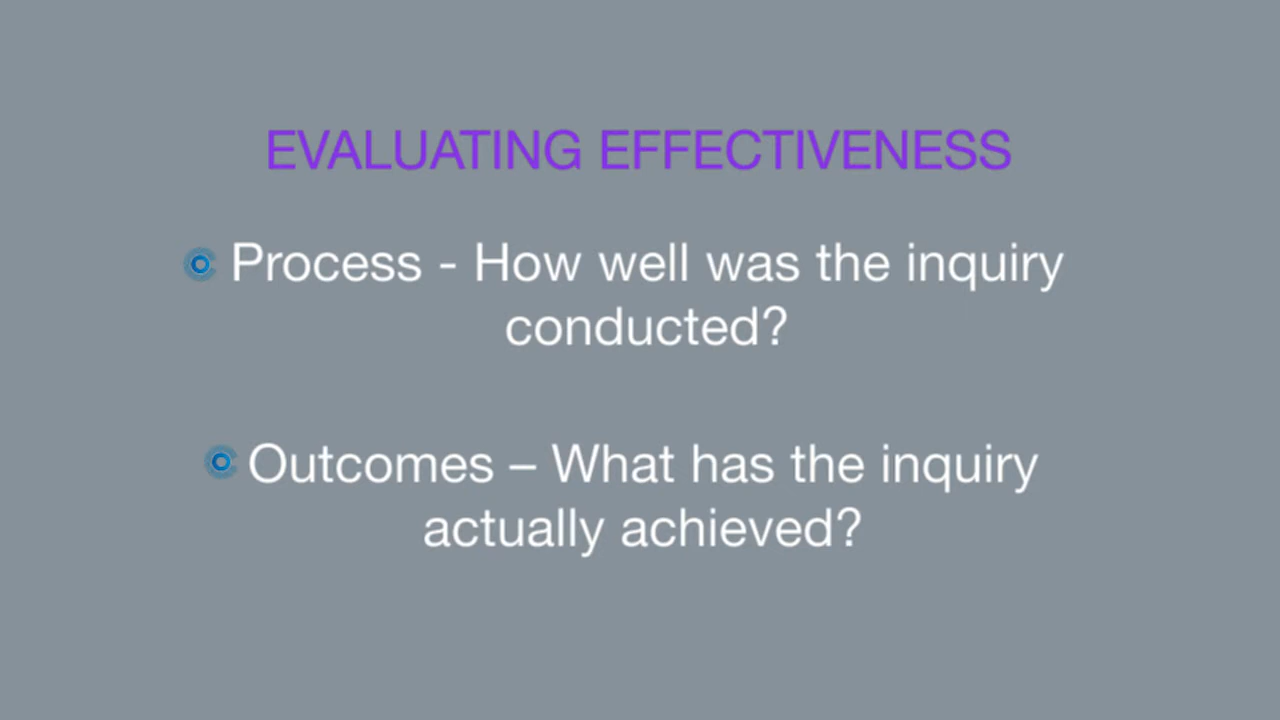 EVALUATING EFFECTIVENESS
Process - How well was the inquiry
conducted?
Outcomes – What has the inquiry
actually achieved?